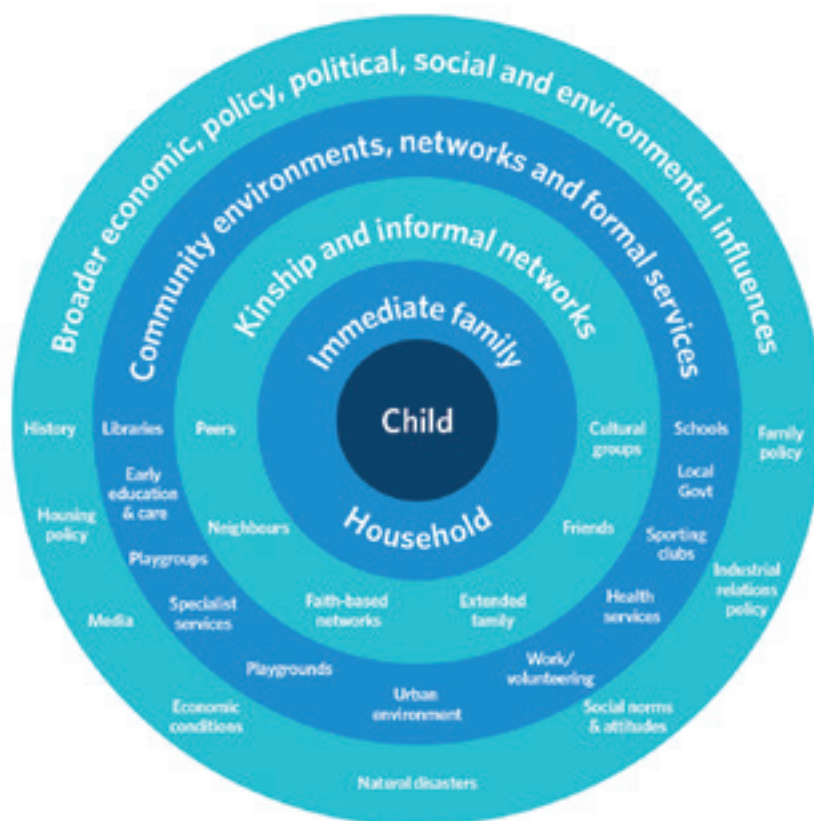 Broader economic, policy, political, social and environmental influences
Community environments, networks and formal services
Kinship and informal networks
Immediate family
Child
Household
History
Libraries
Peers
Cultural
groups
Schools
Family
policy
Early
education
& care
Local
Govt
Housing
policy
Neighbours
Friends
Sporting
clubs
Playgroups
Industrial
relations
policy
Media
Specialist
services
Faith-based
networks
Extended
family
Health
services
Playgrounds
Work/
volunteering
Economic
conditions
Urban
environment
Social norms
& attitudes
Natural disasters